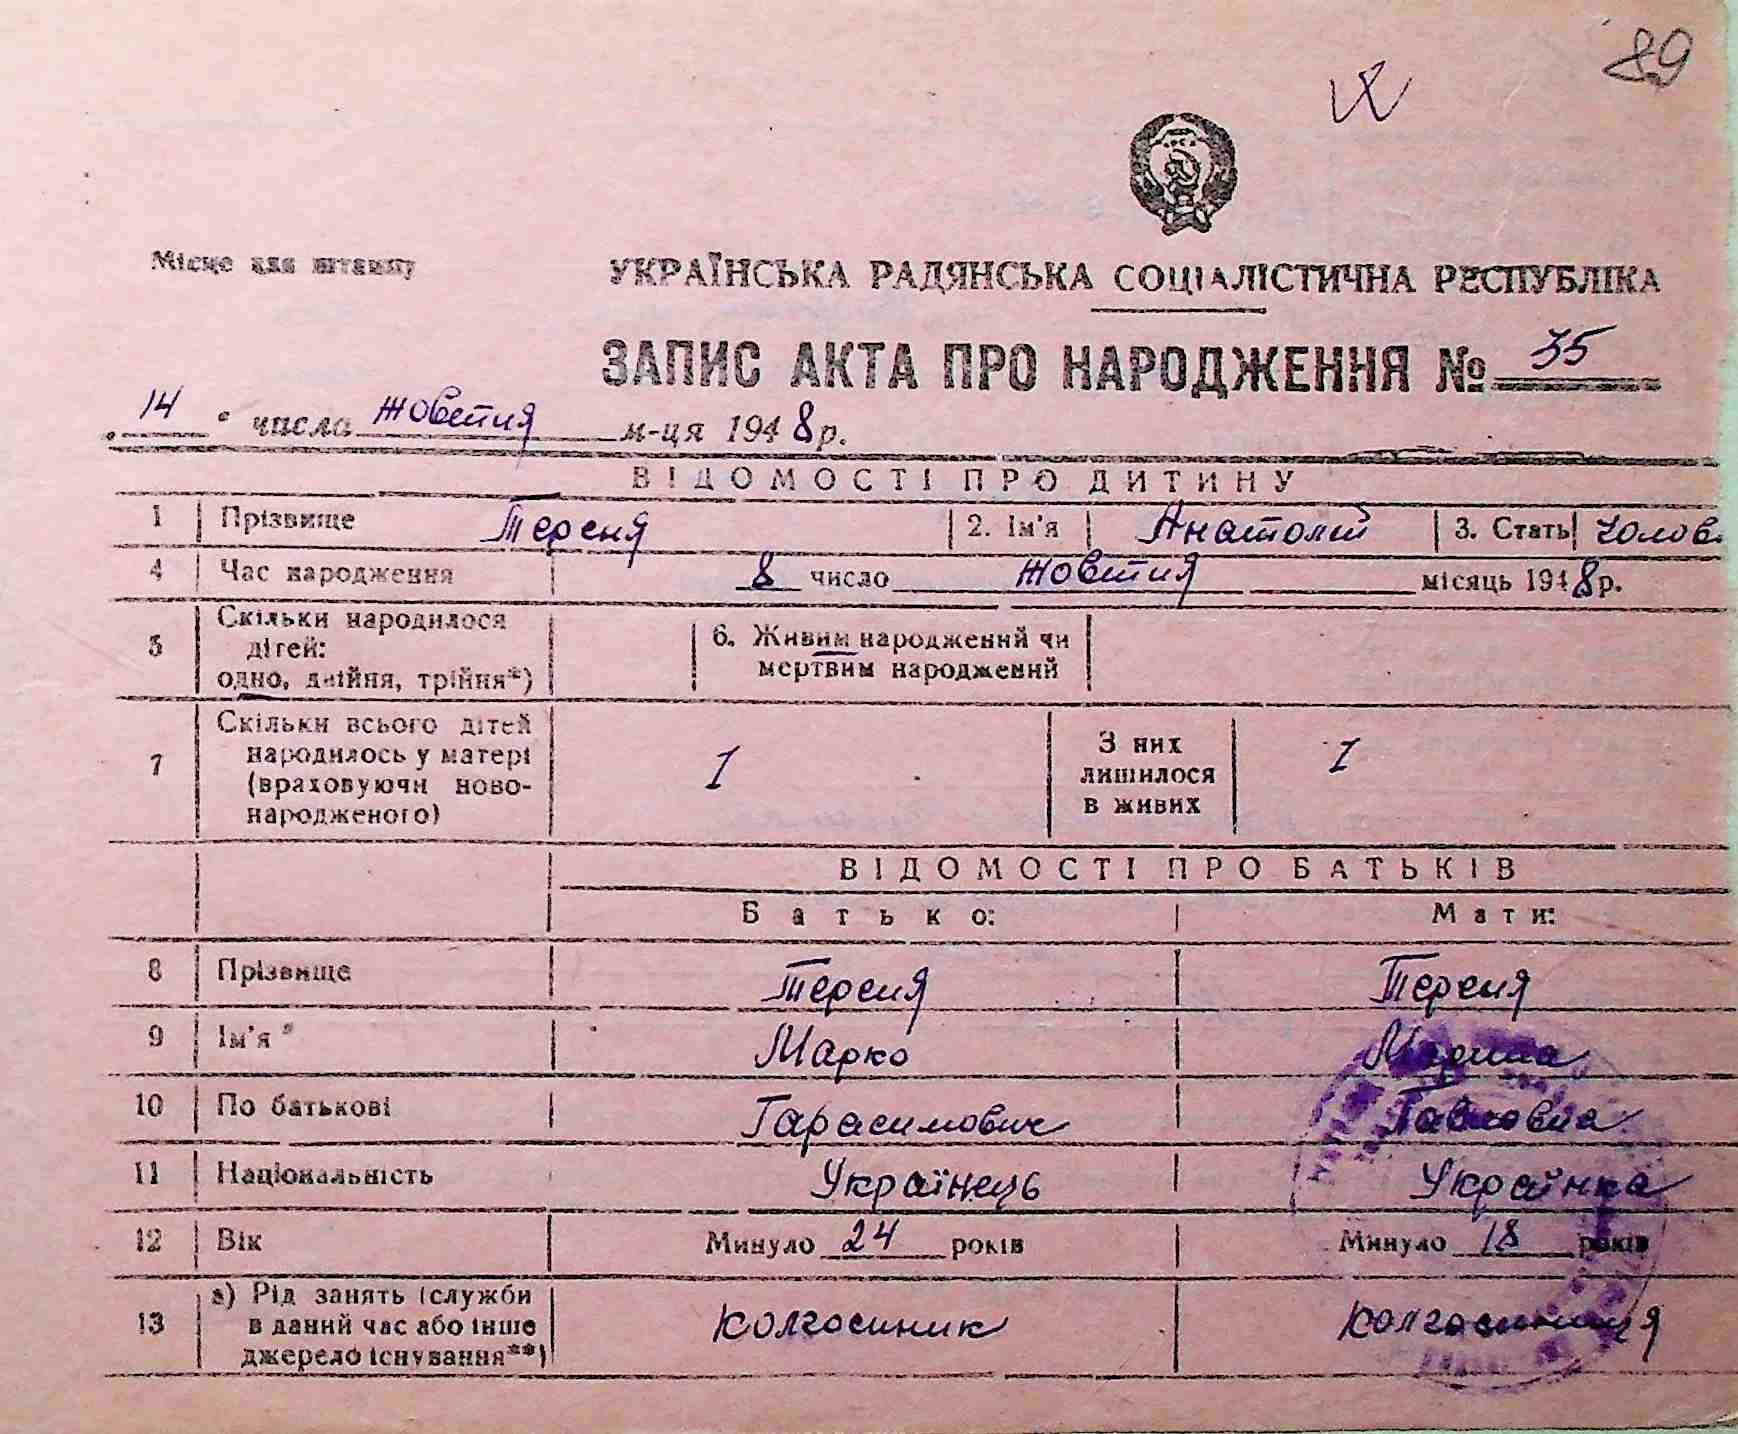 89
Місце для штампу
УКРАЇНСЬКА РАДЯНСЬКА СОЦІАЛІСТИЧНА РЕСПУБЛІКА
ЗАПИС АКТА ПРО НАРОДЖЕННЯ № 35
„14“ числа жовтня м-ця 1948 р.
ВІДОМОСТІ ПРО ДИТИНУ
1 Прізвище Тереня 2. Ім'я Анатолій 3. Стать чолов.
4 Час народження 8 число жовтня місяць 1948 р.
5 Скільки народилося дітей: одно, двійня, трійня*) 6. Живим народжений чи мертвим народжений
7 Скільки всього дітей народилось у матері (враховуючи новонародженого) 1 З них лишилося в живих 1
ВІДОМОСТІ ПРО БАТЬКІВ
Батько: Мати:
8 Прізвище Тереня Тереня
9 Ім'я Марко Марина
10 По батькові Гарасимович Павловна
11 Національність Українець Українка
12 Вік Минуло 24 років Минуло 18 років
13 а) Рід занять (служби в даний час або інше джерело існування**) колгоспник колгоспниця